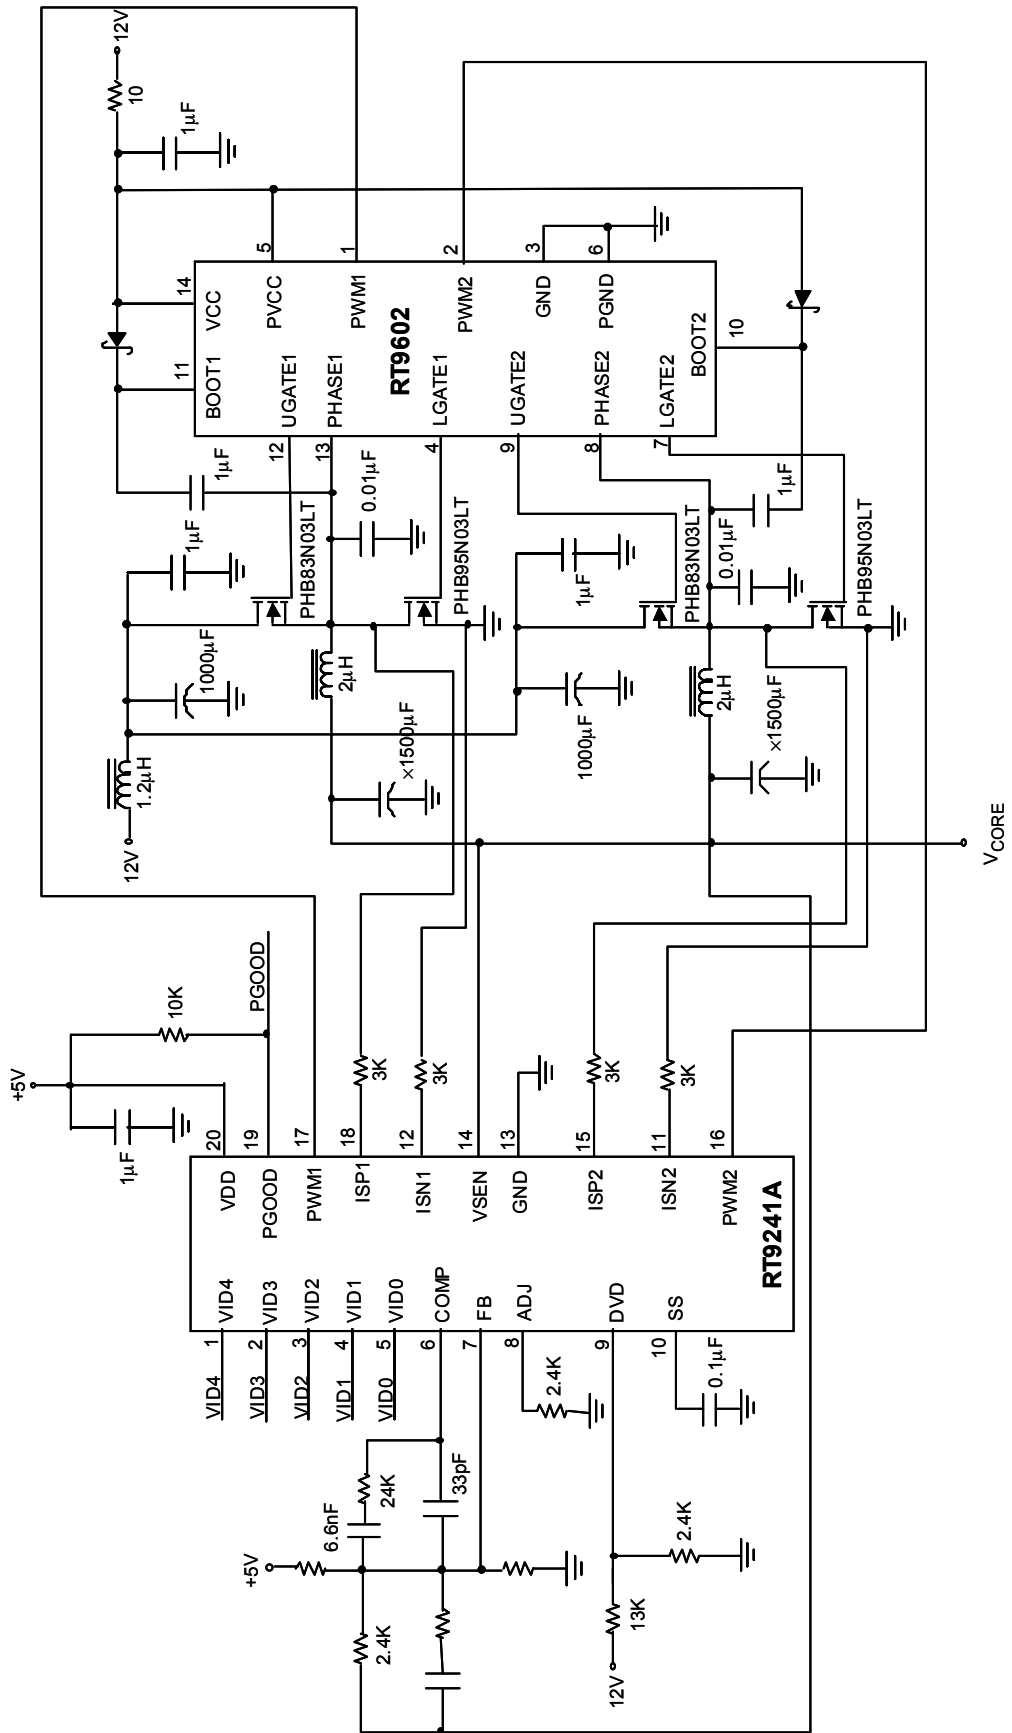 12V
10
1μF
5
1
2
3
6
14
VCC
PVCC
PWM1
PWM2
GND
PGND
11
BOOT1
RT9602
BOOT2
10
UGATE1
PHASE1
LGATE1
UGATE2
PHASE2
LGATE2
12
13
4
9
8
7
1μF
1μF
PHB83N03LT
0.01μF
PHB95N03LT
1μF
PHB83N03LT
0.01μF
1μF
PHB95N03LT
1000μF
2μH
×1500μF
1000μF
2μH
×1500μF
1.2μH
12V
VCORE
PGOOD
10K
+5V
1μF
3K
3K
3K
3K
20
19
17
18
12
14
13
15
11
16
VDD
PGOOD
PWM1
ISP1
ISN1
VSEN
GND
ISP2
ISN2
PWM2
RT9241A
VID4
VID3
VID2
VID1
VID0
COMP
FB
ADJ
DVD
SS
1
2
3
4
5
6
7
8
9
10
VID4
VID3
VID2
VID1
VID0
2.4K
0.1μF
33pF
24K
6.6nF
+5V
2.4K
2.4K
13K
12V